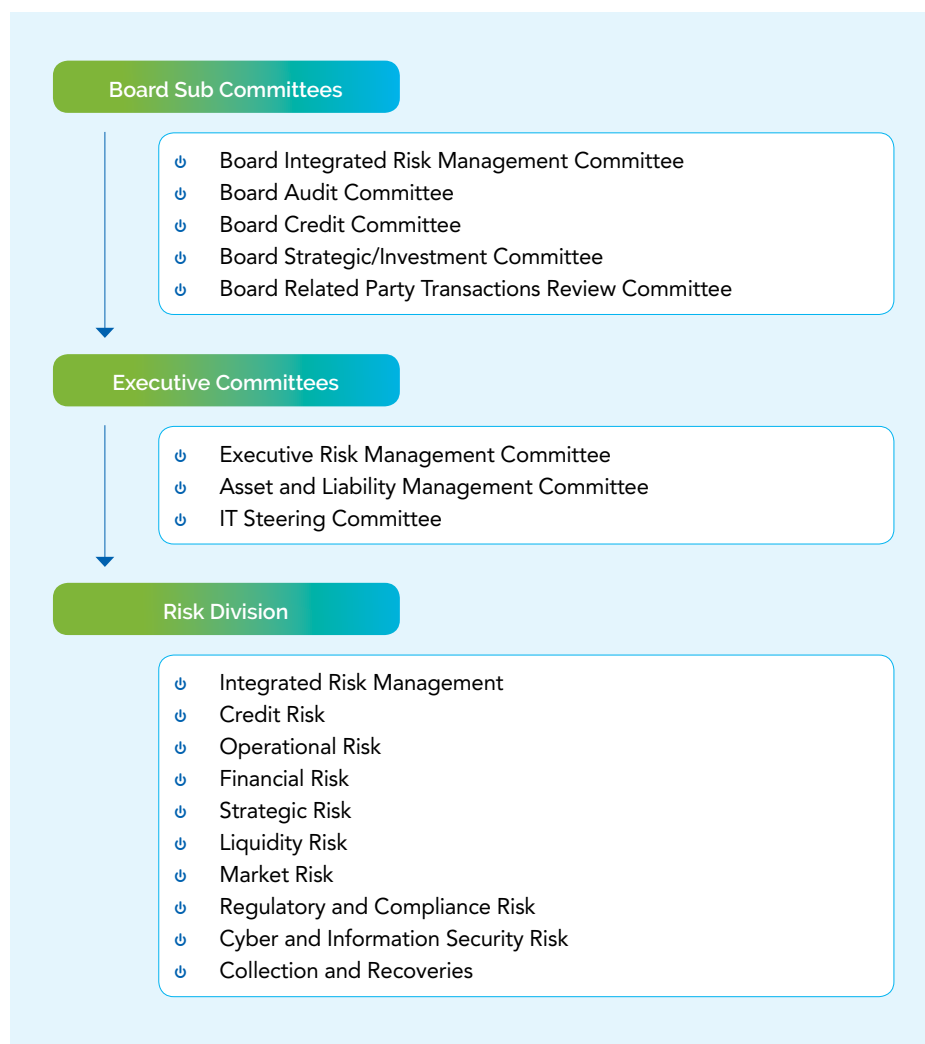 Board Sub Committees
Board Integrated Risk Management Committee
Board Audit Committee
Board Credit Committee
Board Strategic/Investment Committee
Board Related Party Transactions Review Committee
Executive Committees
Executive Risk Management Committee
Asset and Liability Management Committee
IT Steering Committee
Risk Division
Integrated Risk Management
Credit Risk
Operational Risk
Financial Risk
Strategic Risk
Liquidity Risk
Market Risk
Regulatory and Compliance Risk
Cyber and Information Security Risk
Collection and Recoveries